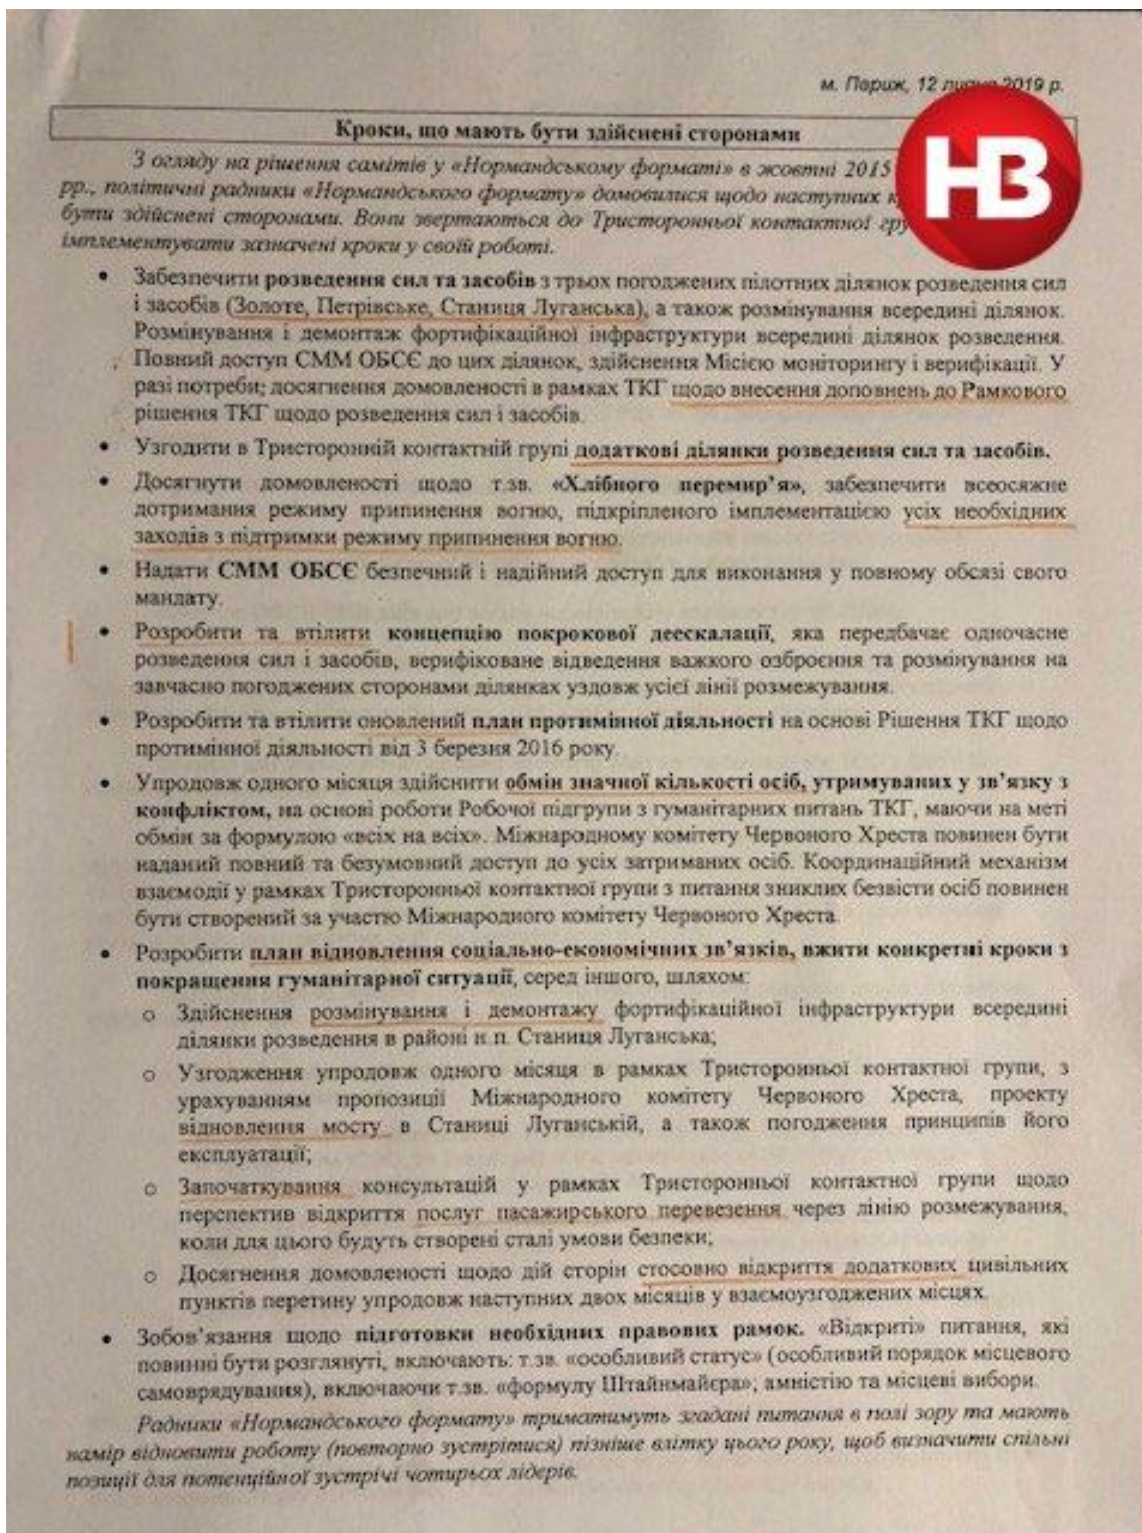 м. Париж, 12 2019 р.
НВ
Кроки, що мають бути здійснені сторонами
З огляду на рішення самітів у «Нормандському форматі» в жовтні 2015
рр., політичні радники «Нормандського формату» домовилися щодо наступних
бути здійснені сторонами. Вони звертаються до Тристоронньої контактної
імплементувати зазначені кроки у своїй роботі.
• Забезпечити розведення сил та засобів з трьох погоджених пілотних ділянок розведення сил
і засобів (Золоте, Петрівське, Станиця Луганська), а також розмінування всередині ділянок.
Розмінування і демонтаж фортифікаційної інфраструктури всередині ділянок розведення.
Повний доступ СММ ОБСЄ до цих ділянок, здійснення Місією моніторингу і верифікації. У
разі потреби; досягнення домовленості в рамках ТКГ щодо внесення доповнень до Рамкового
рішення ТКГ щодо розведення сил і засобів.
• Узгодити в Тристоронній контактній групі додаткові ділянки розведення сил та засобів.
• Досягнути домовленості щодо т.зв. «Хлібного перемир’я», забезпечити всеосяжне
дотримання режиму припинення вогню, підкріпленого імплементацією усіх необхідних
заходів з підтримки режиму припинення вогню.
• Надати СММ ОБСЄ безпечний і надійний доступ для виконання у повному обсязі свого
мандату.
• Розробити та втілити концепцію покрокової деескалації, яка передбачає одночасне
розведення сил і засобів, верифіковане відведення важкого озброєння та розмінування на
завчасно погоджених сторонами ділянках уздовж усієї лінії розмежування.
• Розробити та втілити оновлений план протимінної діяльності на основі Рішення ТКГ щодо
протимінної діяльності від 3 березня 2016 року.
• Упродовж одного місяця здійснити обмін значної кількості осіб, утримуваних у зв’язку з
конфліктом, на основі роботи Робочої підгрупи з гуманітарних питань ТКГ, маючи на меті
обмін за формулою «всіх на всіх». Міжнародному комітету Червоного Хреста повинен бути
наданий повний та безумовний доступ до усіх затриманих осіб. Координаційний механізм
взаємодії у рамках Тристоронньої контактної групи з питання зниклих безвісти осіб повинен
бути створений за участю Міжнародного комітету Червоного Хреста.
• Розробити план відновлення соціально-економічних зв’язків, вжити конкретні кроки з
покращення гуманітарної ситуації, серед іншого, шляхом:
o Здійснення розмінування і демонтажу фортифікаційної інфраструктури всередині
ділянки розведення в районі н.п. Станиця Луганська;
o Узгодження упродовж одного місяця в рамках Тристоронньої контактної групи, з
урахуванням пропозиції Міжнародного комітету Червоного Хреста, проекту
відновлення мосту в Станиці Луганській, а також погодження принципів його
експлуатації;
o Започаткування консультацій у рамках Тристоронньої контактної групи щодо
перспектив відкриття послуг пасажирського перевезення через лінію розмежування,
коли для цього будуть створені сталі умови безпеки;
o Досягнення домовленості щодо дій сторін стосовно відкриття додаткових цивільних
пунктів перетину упродовж наступних двох місяців у взаємоузгоджених місцях.
• Зобов’язання щодо підготовки необхідних правових рамок. «Відкриті» питання, які
повинні бути розглянуті, включають: т.зв. «особливий статус» (особливий порядок місцевого
самоврядування), включаючи т.зв. «формулу Штайнмайєра»; амністію та місцеві вибори.
Радники «Нормандського формату» триматимуть згадані питання в полі зору та мають
намір відновити роботу (повторно зустрітися) пізніше влітку цього року, щоб визначити спільні
позиції для потенційної зустрічі чотирьох лідерів.